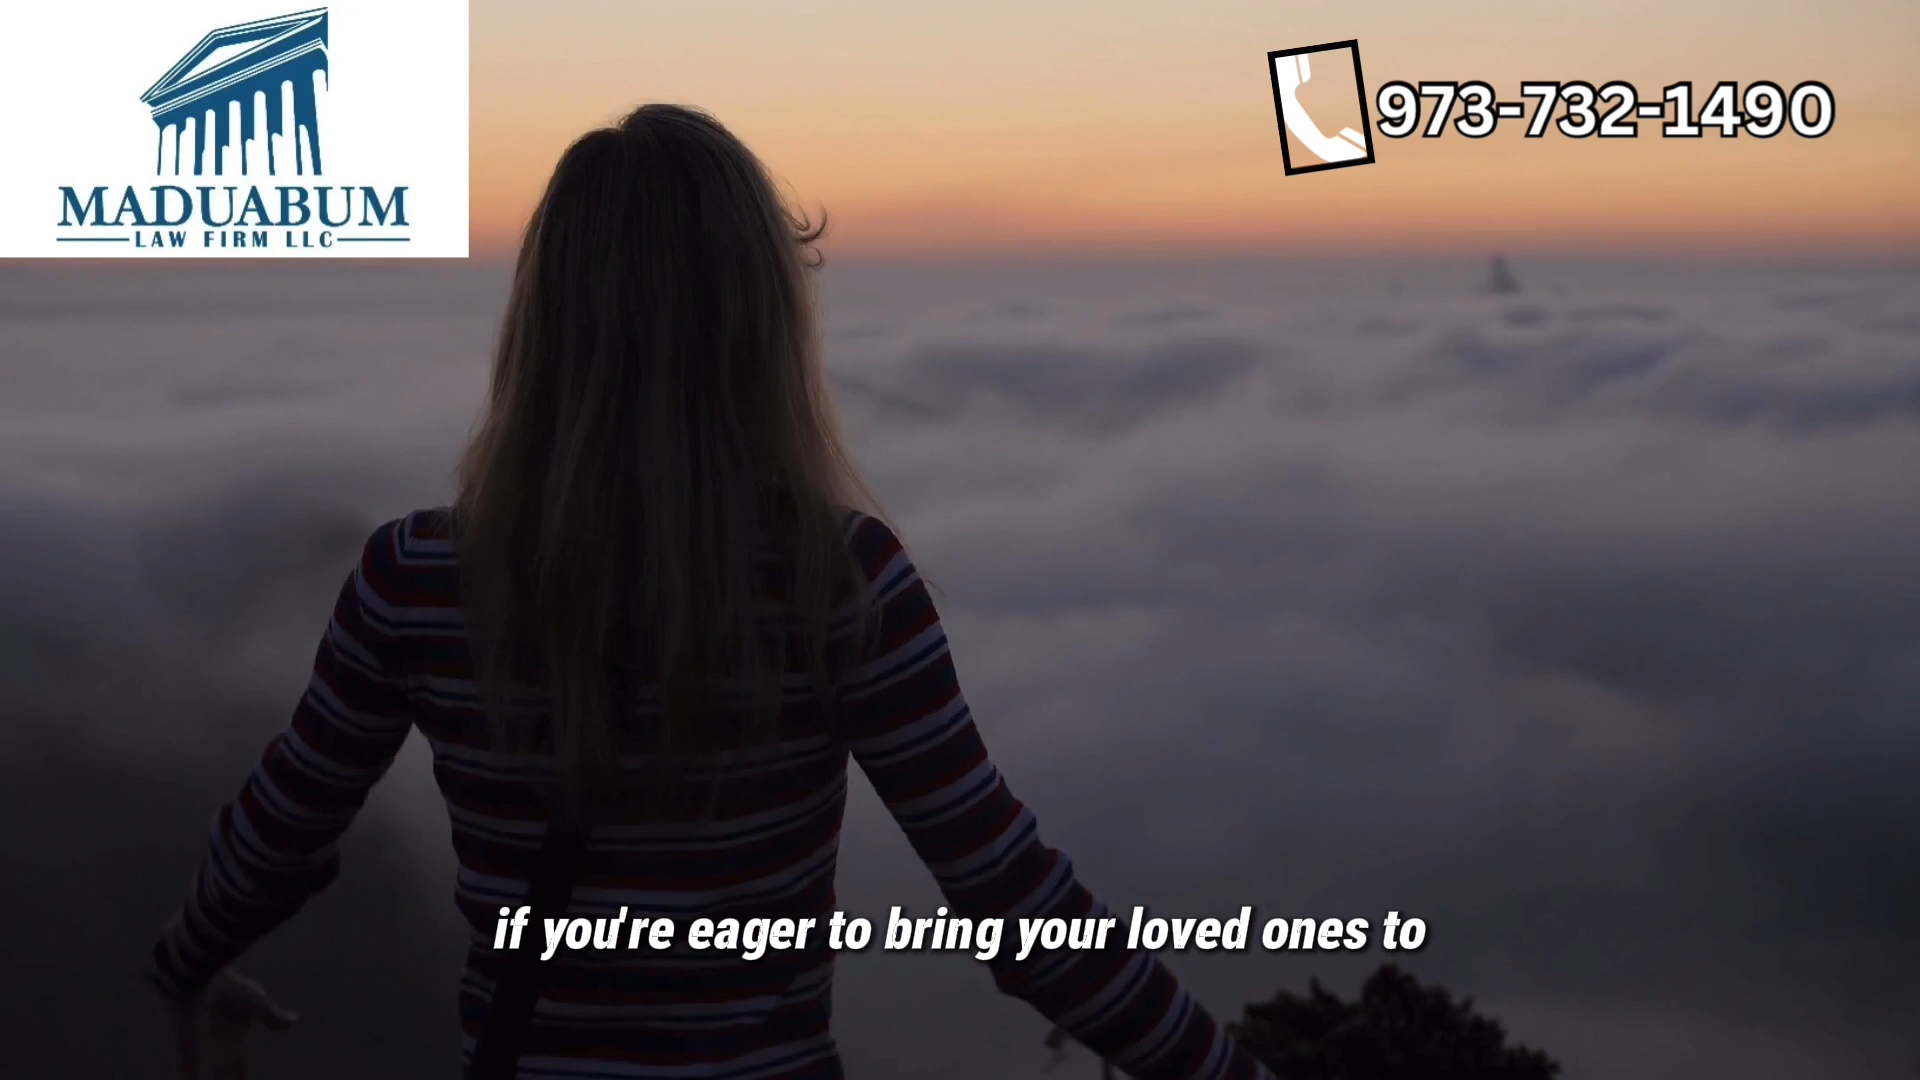 MADUABUM
LAW FIRM LLC
973-732-1490
if you're eager to bring your loved ones to